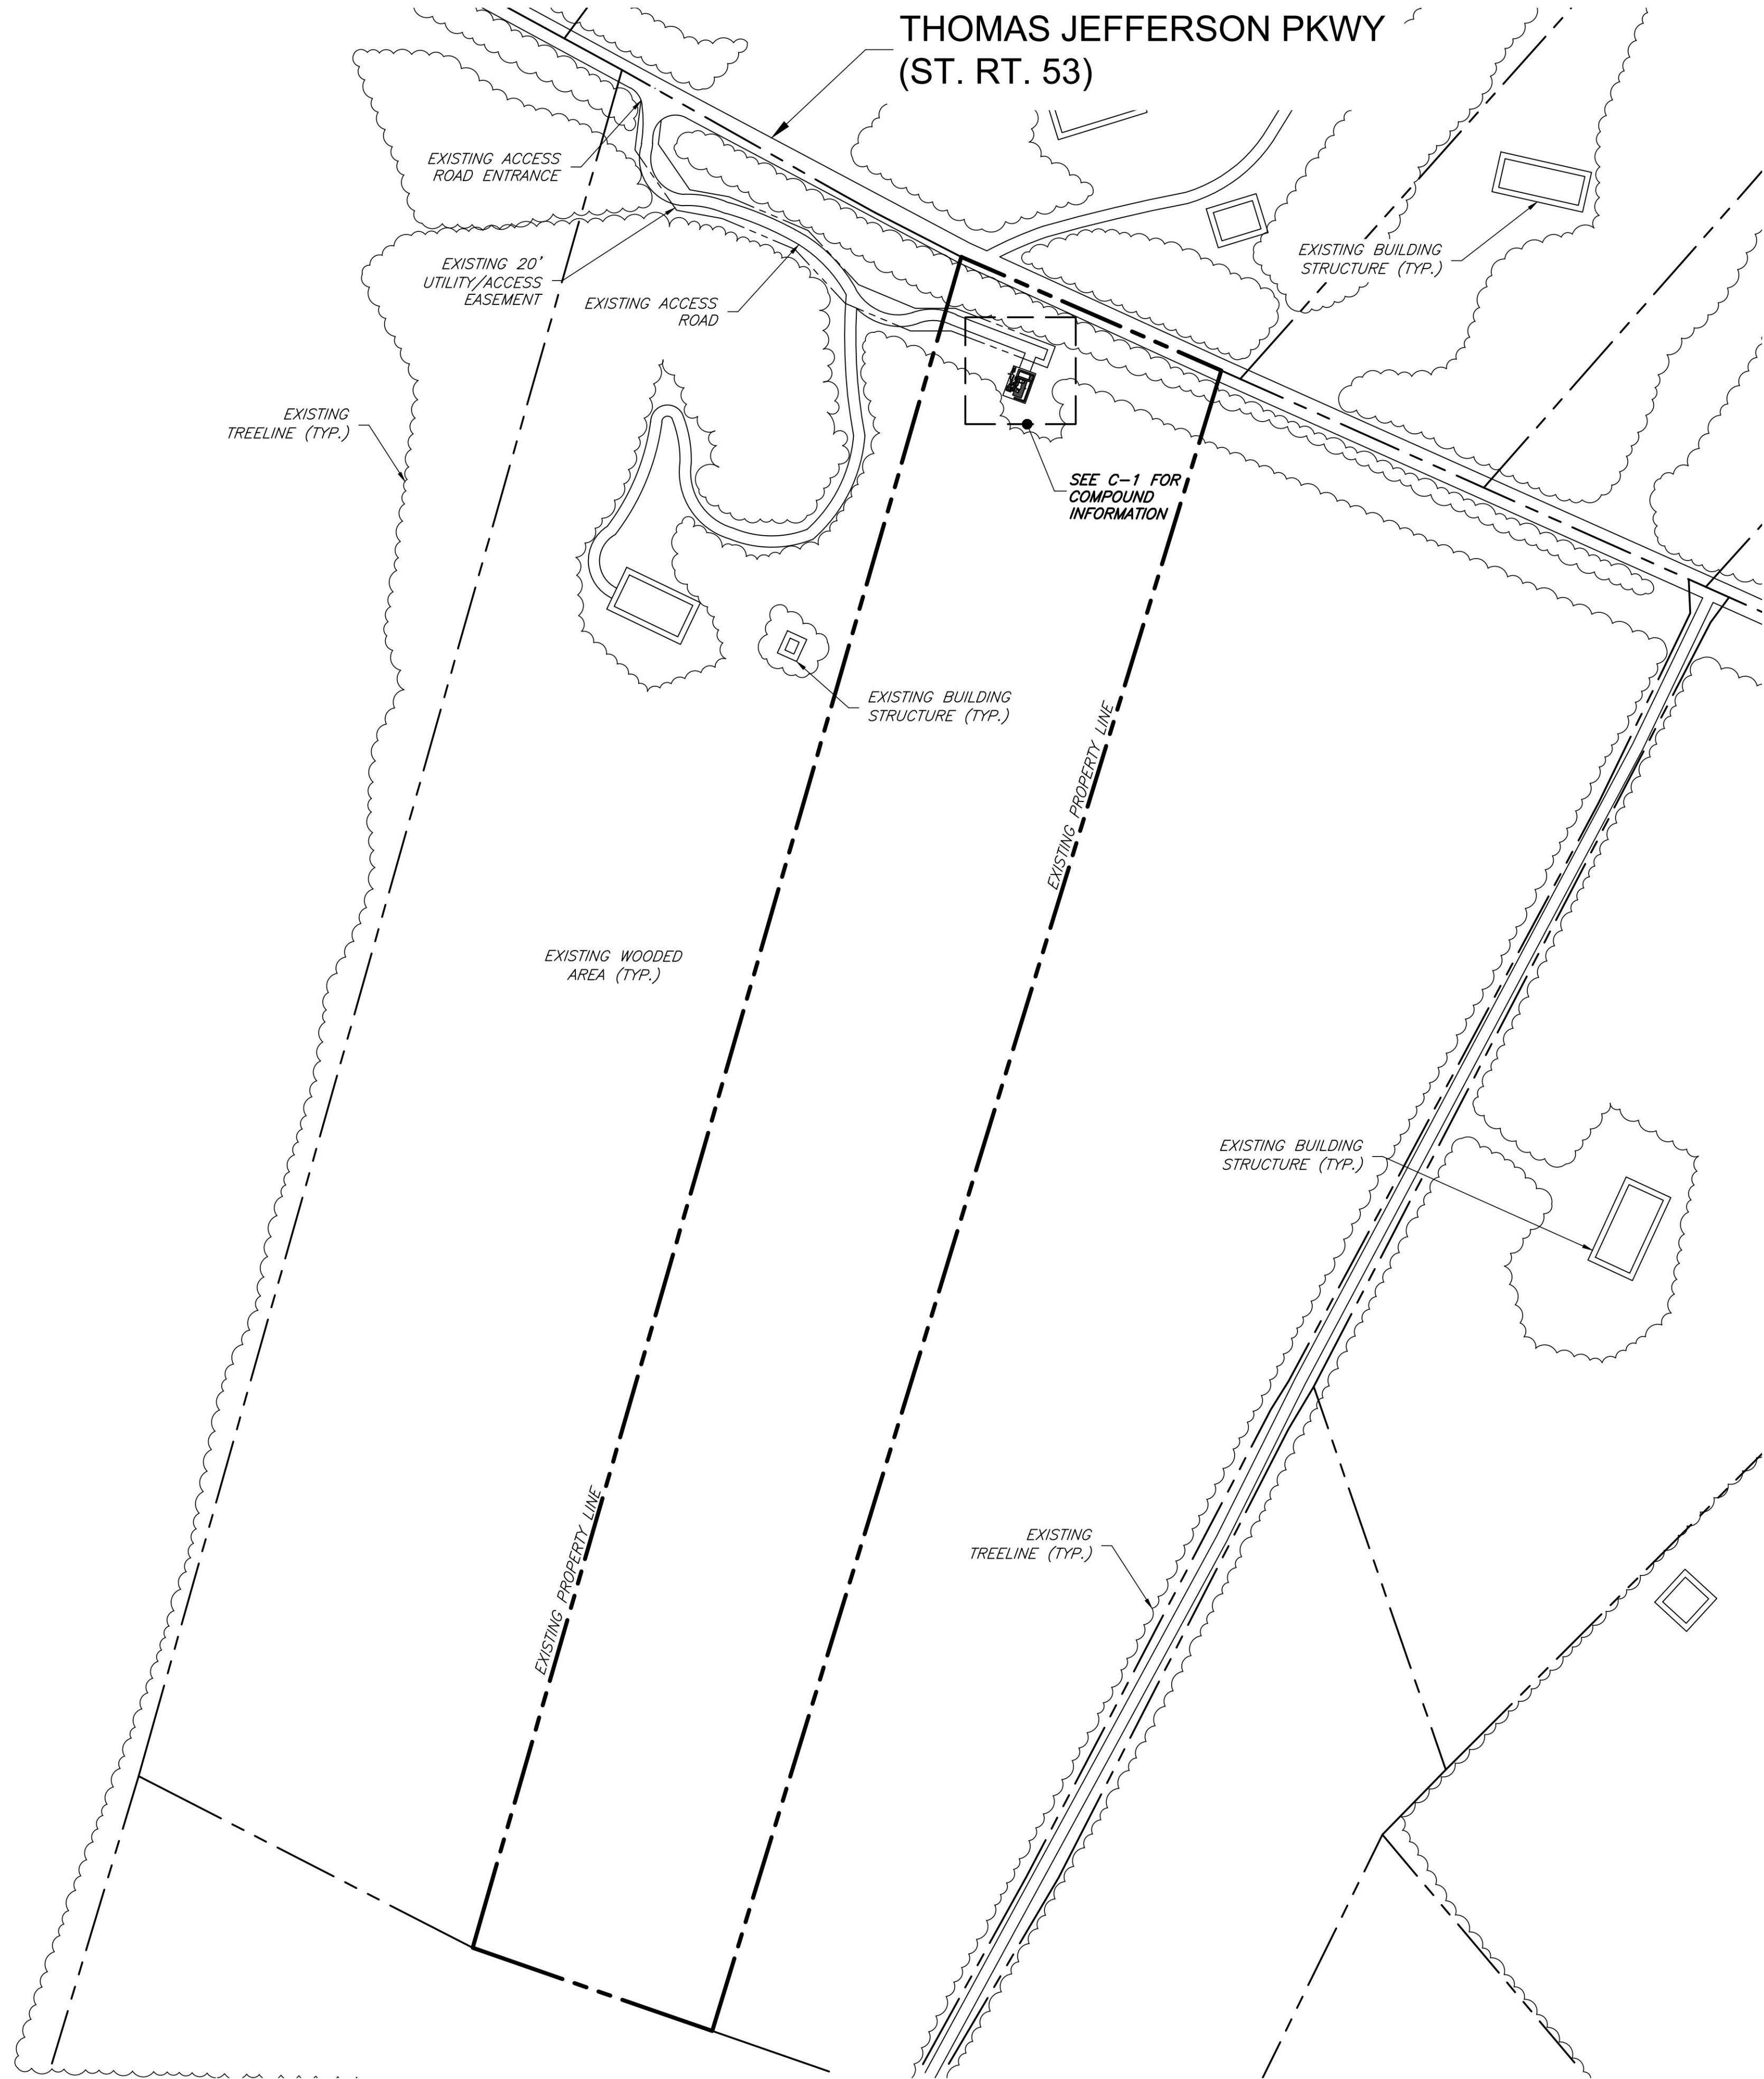 THOMAS JEFFERSON PKWY
(ST. RT. 53)
EXISTING ACCESS
ROAD ENTRANCE
EXISTING BUILDING
STRUCTURE (TYP.)
EXISTING 20'
UTILITY/ACCESS
EASEMENT
EXISTING ACCESS
ROAD
EXISTING
TREELINE (TYP.)
SEE C-1 FOR
COMPOUND
INFORMATION
EXISTING BUILDING
STRUCTURE (TYP.)
EXISTING PROPERTY LINE
EXISTING WOODED
AREA (TYP.)
EXISTING BUILDING
STRUCTURE (TYP.)
EXISTING PROPERTY LINE
EXISTING
TREELINE (TYP.)